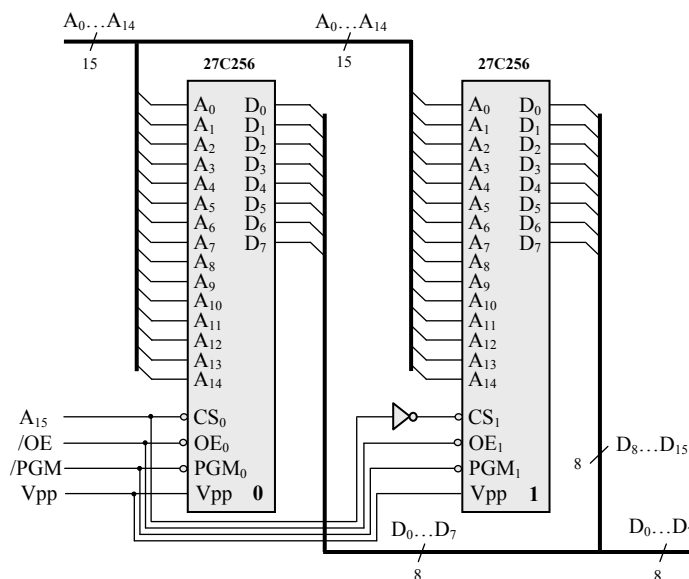 A₀…A₁₄ A₀…A₁₄
15 15
27C256 27C256
A₀ D₀ A₀ D₀
A₁ D₁ A₁ D₁
A₂ D₂ A₂ D₂
A₃ D₃ A₃ D₃
A₄ D₄ A₄ D₄
A₅ D₅ A₅ D₅
A₆ D₆ A₆ D₆
A₇ D₇ A₇ D₇
A₈ A₈
A₉ A₉
A₁₀ A₁₀
A₁₁ A₁₁
A₁₂ A₁₂
A₁₃ A₁₃
A₁₄ A₁₄
A₁₅ CS₀ CS₁
/OE OE₀ OE₁
/PGM PGM₀ PGM₁
Vpp Vpp 0 Vpp 1
D₈…D₁₅
8
D₀…D₇ D₀…D
8 8